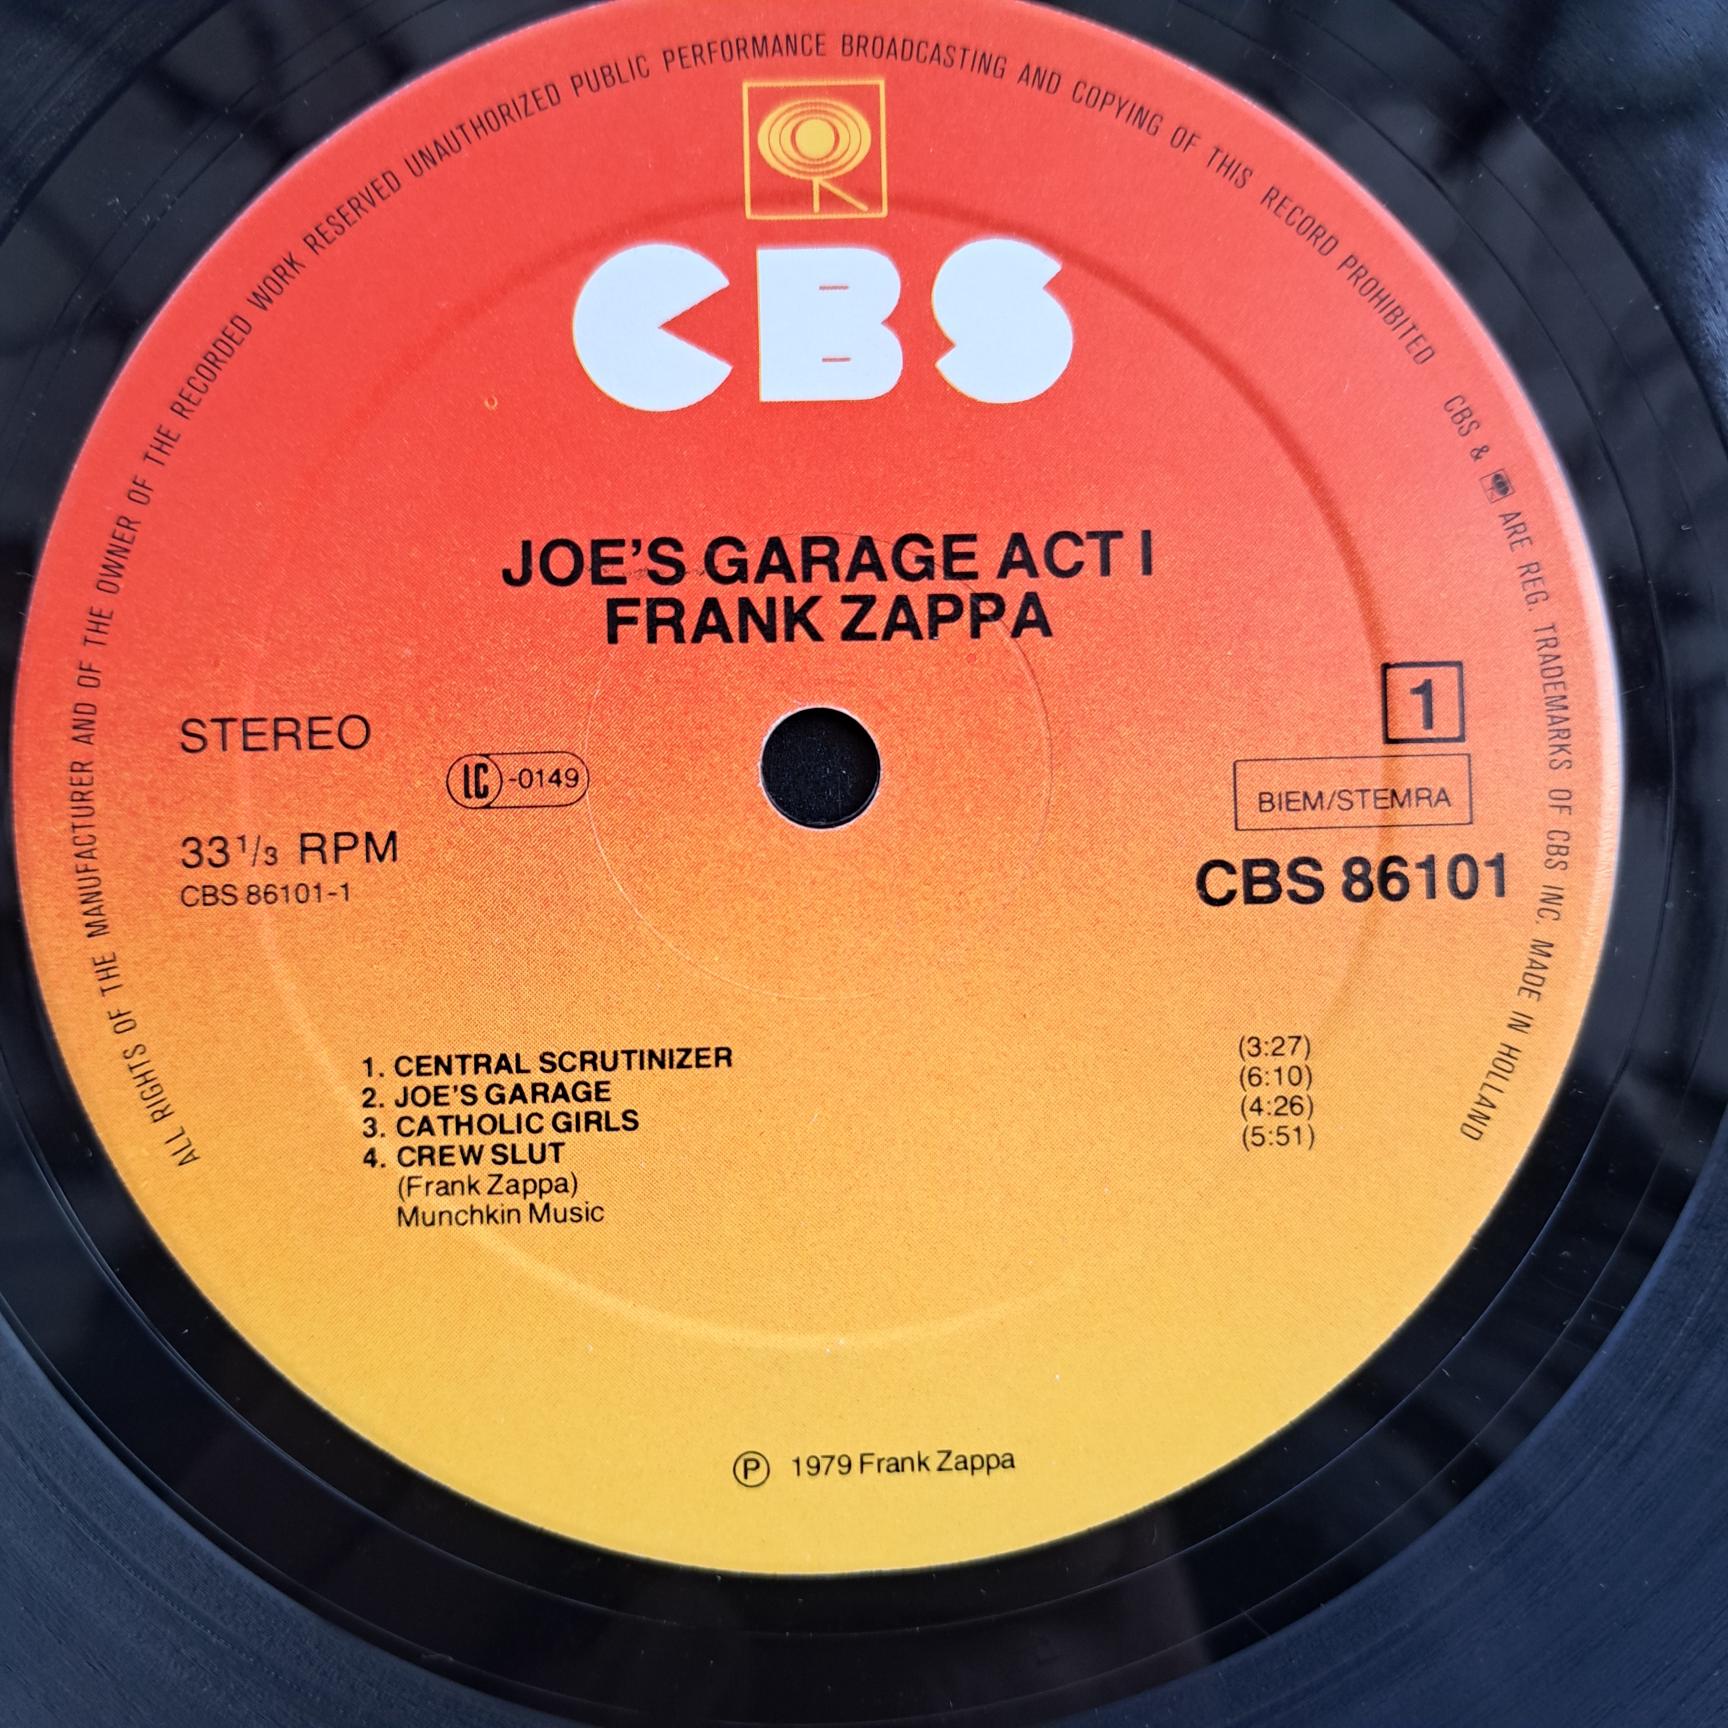 ALL RIGHTS OF THE MANUFACTURER AND OF THE OWNER OF THE RECORDED WORK RESERVED UNAUTHORIZED PUBLIC PERFORMANCE BROADCASTING AND COPYING OF THIS RECORD PROHIBITED CBS & ARE REG. TRADEMARKS OF CBS INC. MADE IN HOLLAND
CBS
JOE'S GARAGE ACT I
FRANK ZAPPA
STEREO
LC-0149
33 1/3 RPM
CBS 86101-1
1
BIEM/STEMRA
CBS 86101
1. CENTRAL SCRUTINIZER (3:27)
2. JOE'S GARAGE (6:10)
3. CATHOLIC GIRLS (4:26)
4. CREW SLUT (5:51)
(Frank Zappa)
Munchkin Music
Ⓟ 1979 Frank Zappa